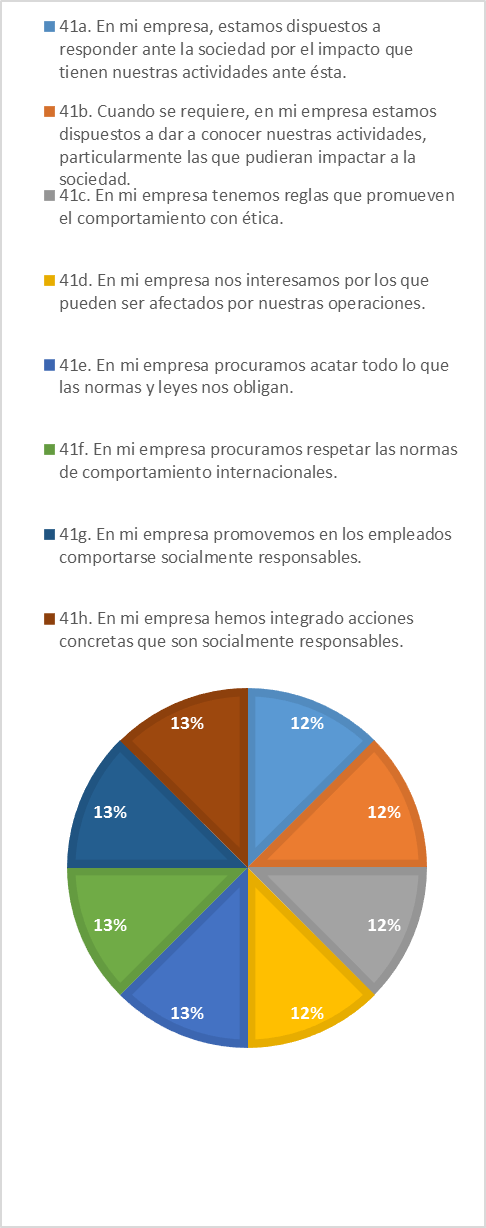 41a. En mi empresa, estamos dispuestos a
responder ante la sociedad por el impacto que
tienen nuestras actividades ante ésta.
41b. Cuando se requiere, en mi empresa estamos
dispuestos a dar a conocer nuestras actividades,
particularmente las que pudieran impactar a la
sociedad.
41c. En mi empresa tenemos reglas que promueven
el comportamiento con ética.
41d. En mi empresa nos interesamos por los que
pueden ser afectados por nuestras operaciones.
41e. En mi empresa procuramos acatar todo lo que
las normas y leyes nos obligan.
41f. En mi empresa procuramos respetar las normas
de comportamiento internacionales.
41g. En mi empresa promovemos en los empleados
comportarse socialmente responsables.
41h. En mi empresa hemos integrado acciones
concretas que son socialmente responsables.
13% 12%
13% 12%
13% 12%
13% 12%